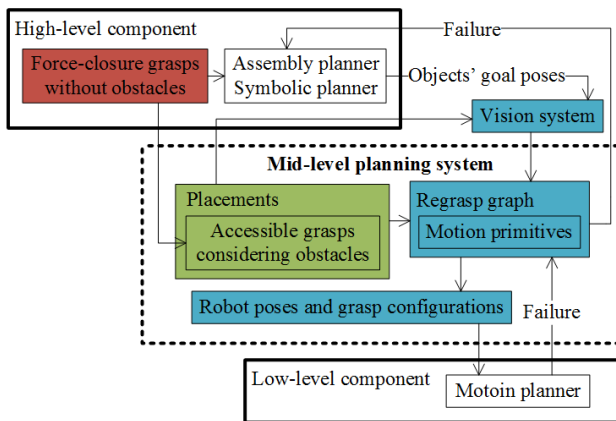 High-level component
Failure
Force-closure grasps
without obstacles
Assembly planner
Symbolic planner
Objects' goal poses
Vision system
Mid-level planning system
Placements
Accessible grasps
considering obstacles
Regrasp graph
Motion primitives
Robot poses and grasp configurations
Failure
Low-level component
Motoin planner